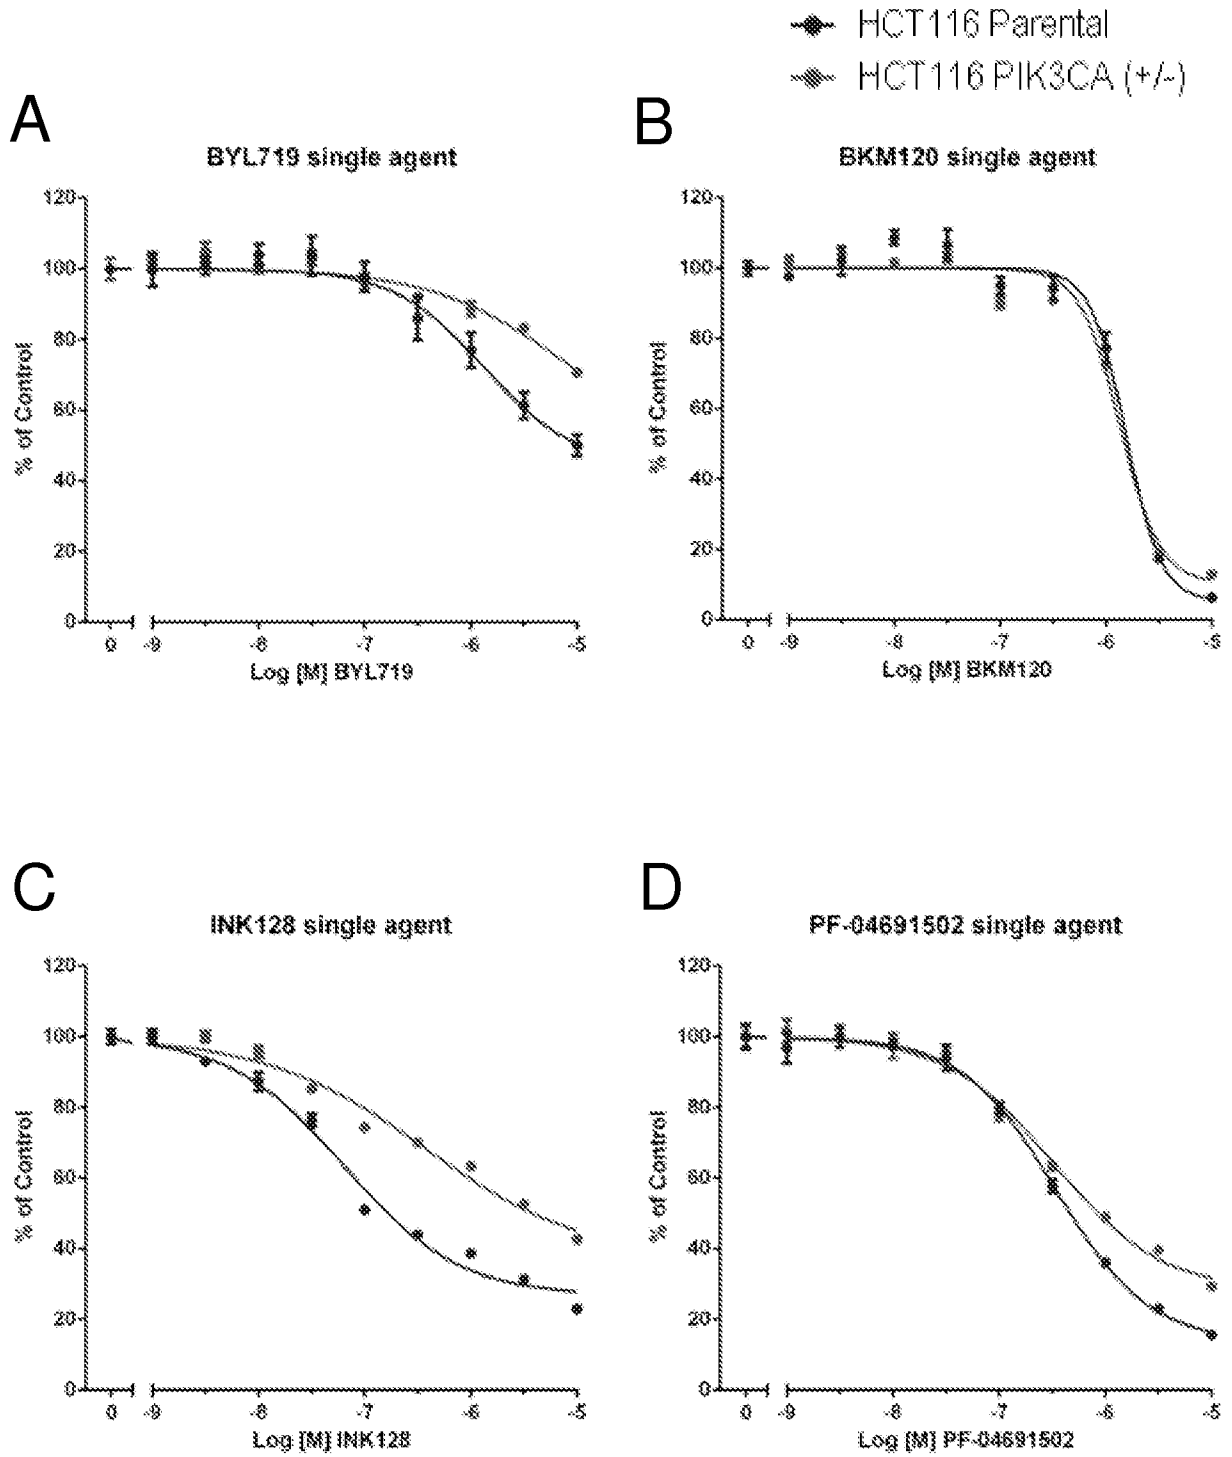 HCT116 Parental
HCT116 PIK3CA (+/-)
A
BYL719 single agent
120
100
80
60
40
20
0
% of Control
0 -9 -8 -7 -6 -5
Log [M] BYL719
B
BKM120 single agent
120
100
80
60
40
20
0
% of Control
0 -9 -8 -7 -6 -5
Log [M] BKM120
C
INK128 single agent
120
100
80
60
40
20
0
% of Control
0 -9 -8 -7 -6 -5
Log [M] INK128
D
PF-04691502 single agent
120
100
80
60
40
20
0
% of Control
0 -9 -8 -7 -6 -5
Log [M] PF-04691502